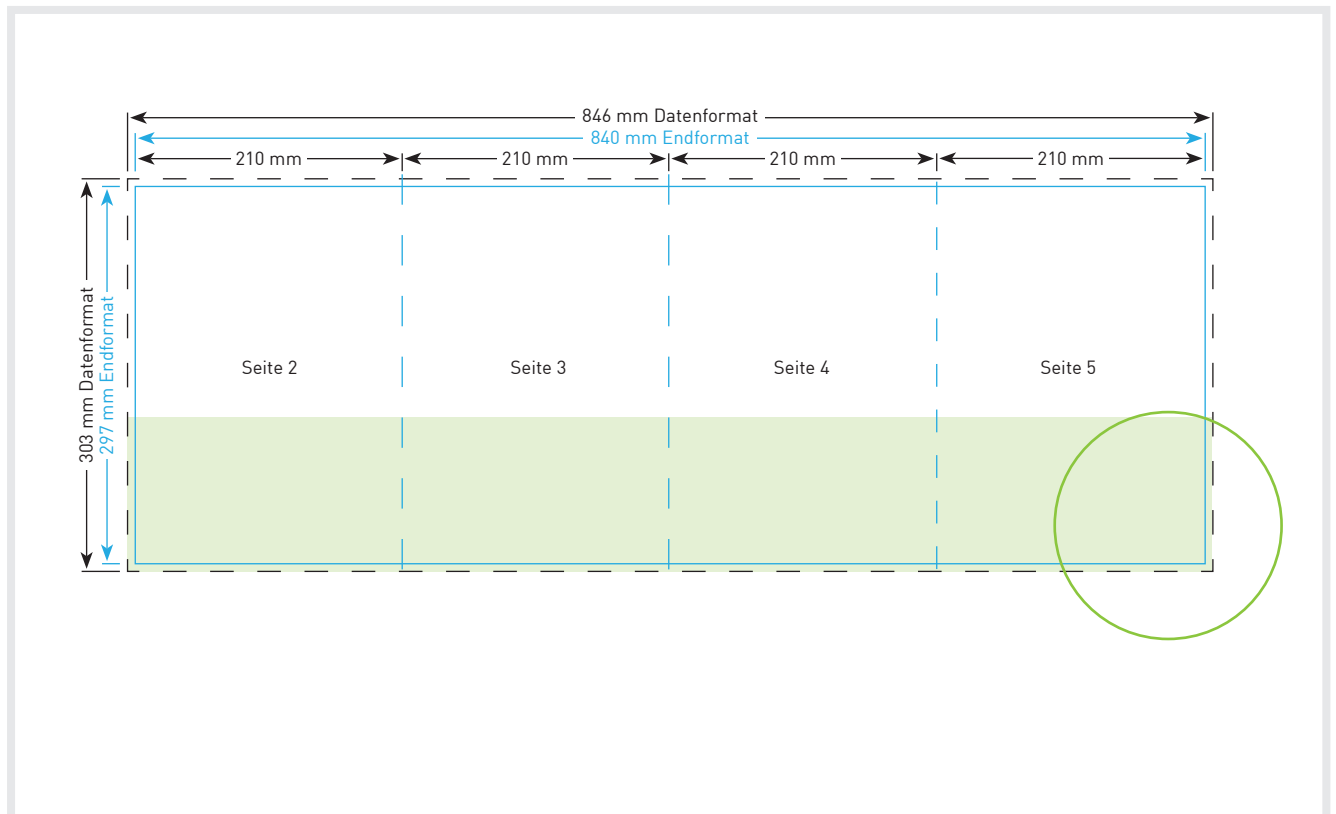 846 mm Datenformat
840 mm Endformat
210 mm
210 mm
210 mm
210 mm
303 mm Datenformat
297 mm Endformat
Seite 2
Seite 3
Seite 4
Seite 5